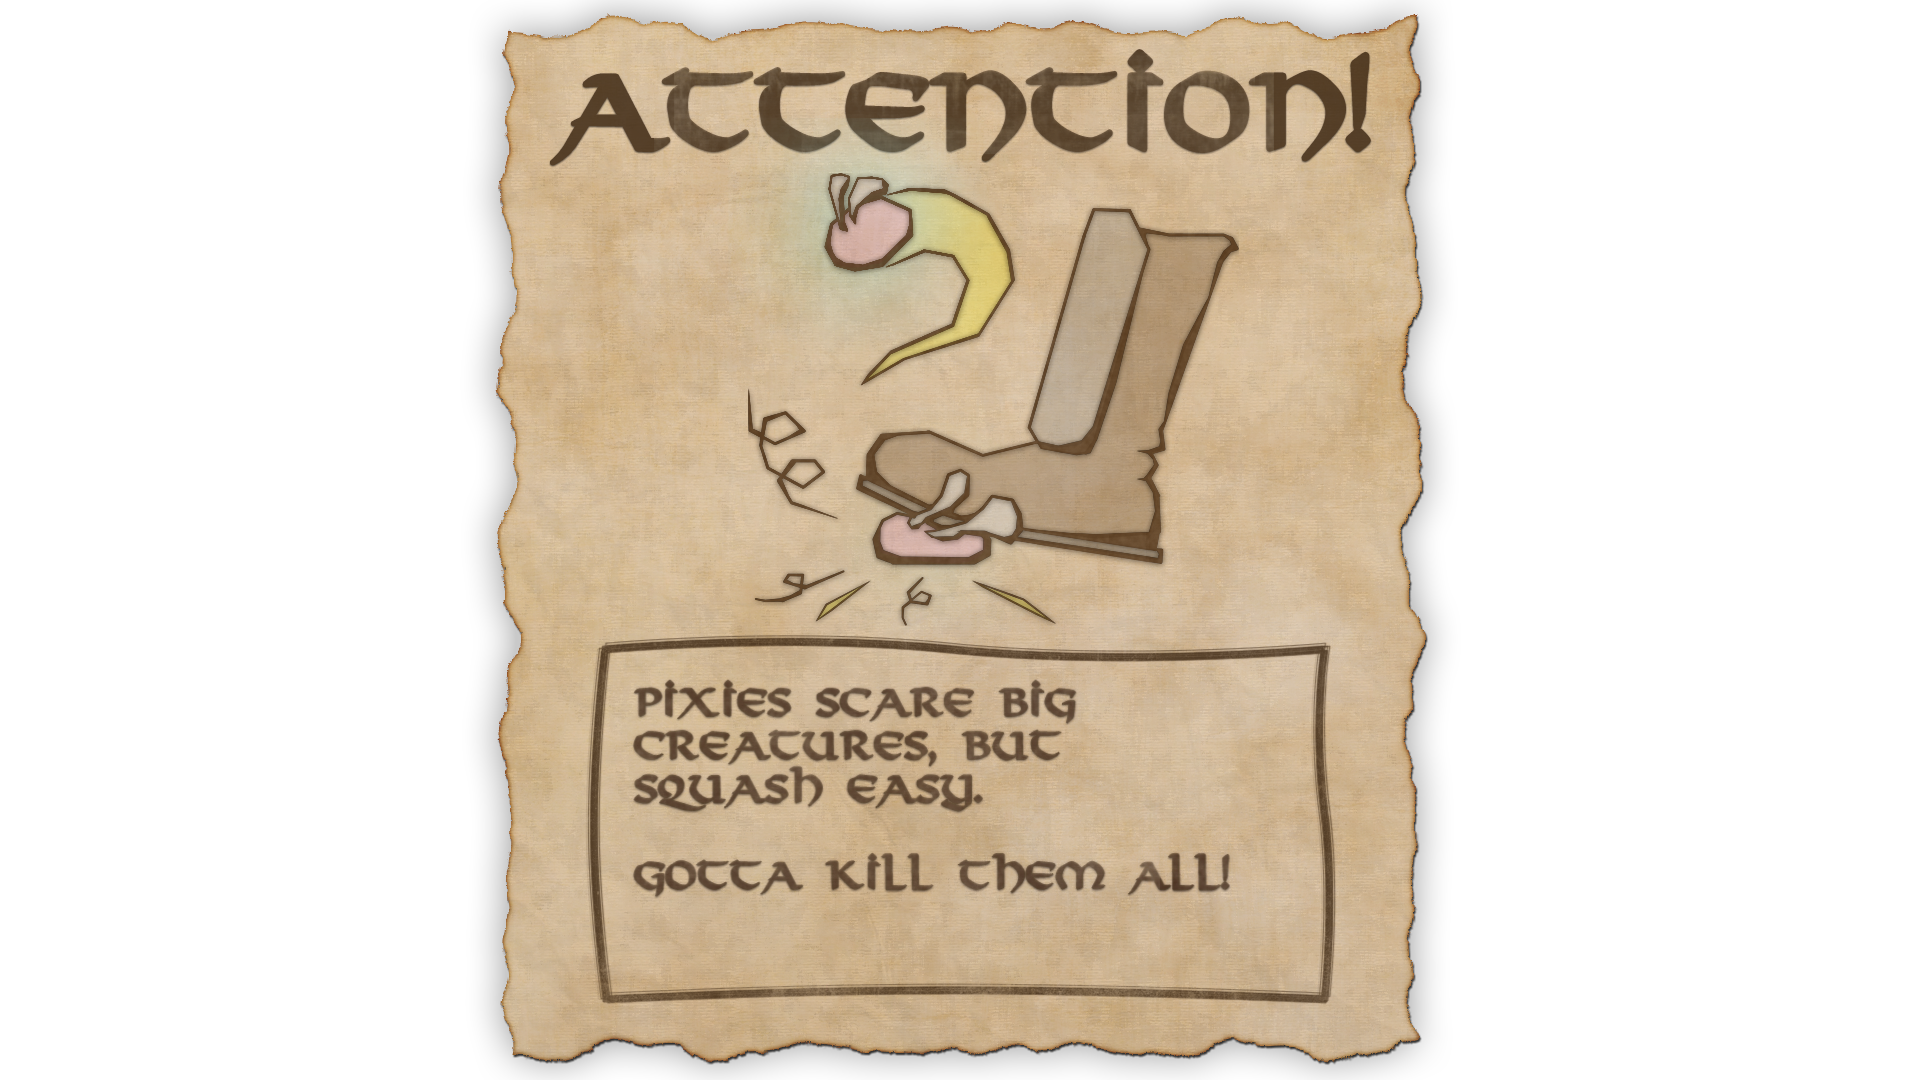 ATTENTION!
PIXIES SCARE BIG
CREATURES, BUT
SQUASH EASY.
GOTTA KILL THEM ALL!